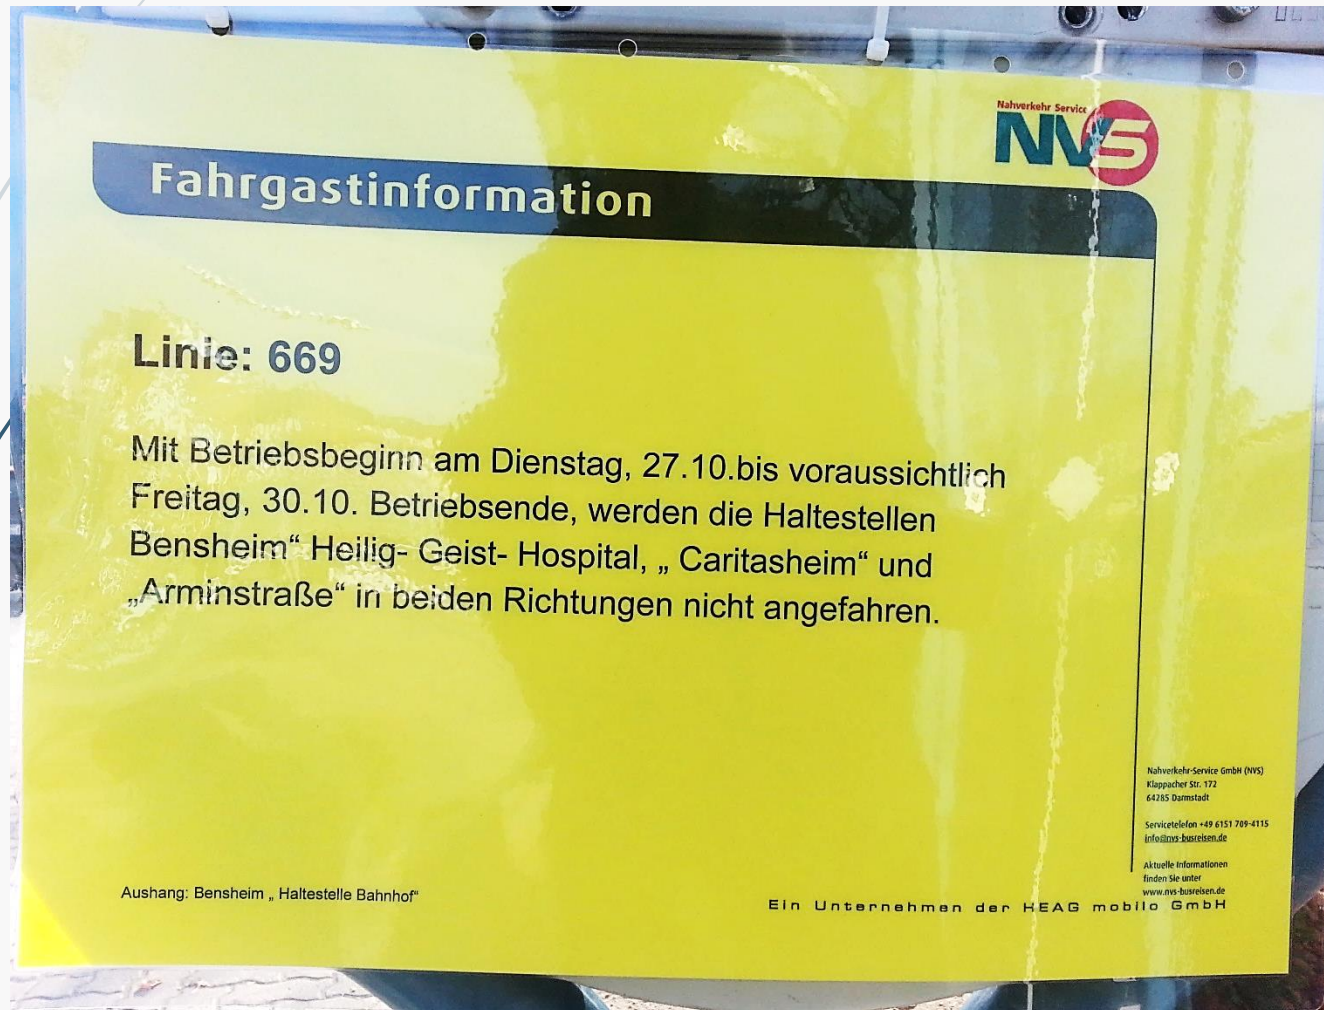 Nahverkehr Service
NVS
Fahrgastinformation
Linie: 669
Mit Betriebsbeginn am Dienstag, 27.10.bis voraussichtlich
Freitag, 30.10. Betriebsende, werden die Haltestellen
Bensheim“ Heilig- Geist- Hospital, „ Caritasheim“ und
„Arminstraße“ in beiden Richtungen nicht angefahren.
Nahverkehr-Service GmbH (NVS)
Klappacher Str. 172
64285 Darmstadt
Servicetelefon +49 6151 709-4115
info@nvs-busreisen.de
Aktuelle Informationen
finden Sie unter
www.nvs-busreisen.de
Aushang: Bensheim „ Haltestelle Bahnhof“
Ein Unternehmen der HEAG mobilo GmbH